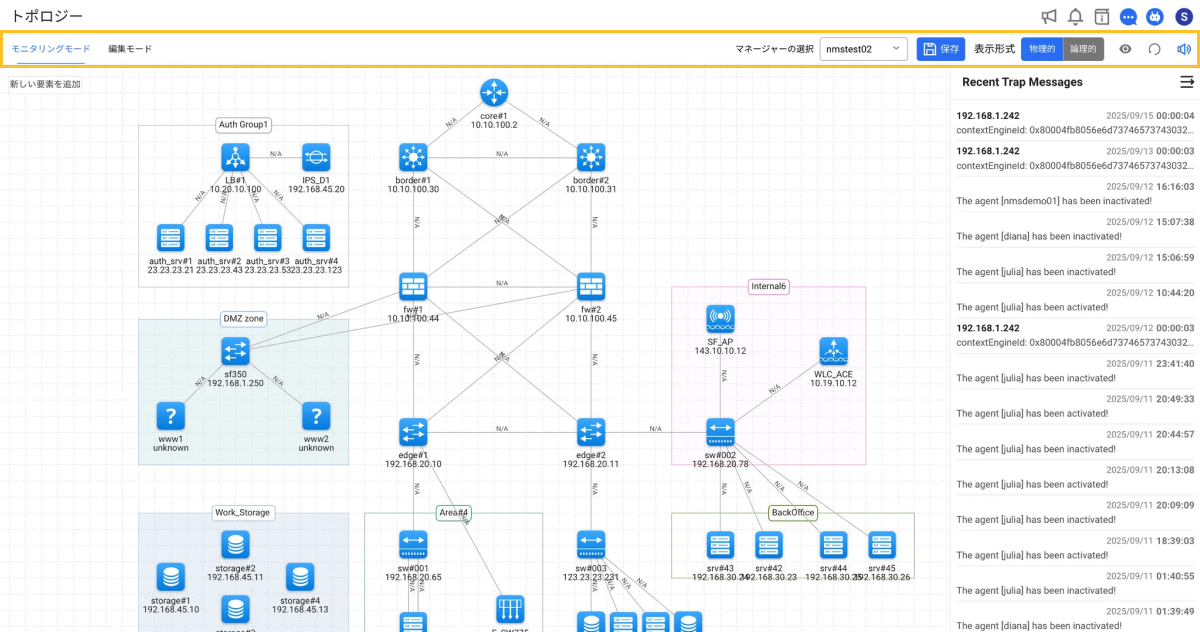 トポロジー
S
モニタリングモード
編集モード
マネージャーの選択
nmstest02
保存
表示形式
物理的
論理的
新しい要素を追加
core#1
10.10.100.2
N/A
N/A
border#1
10.10.100.30
N/A
border#2
10.10.100.31
N/A
N/A
N/A
Auth Group1
LB#1
10.20.10.100
N/A
IPS_D1
192.168.45.20
N/A
N/A
N/A
N/A
auth_srv#1
23.23.23.21
auth_srv#2
23.23.23.43
auth_srv#3
23.23.23.53
auth_srv#4
23.23.23.123
fw#1
10.10.100.44
N/A
fw#2
10.10.100.45
N/A
N/A
N/A
N/A
DMZ zone
sf350
192.168.1.250
N/A
N/A
www1
unknown
www2
unknown
Internal6
SF_AP
143.10.10.12
WLC_ACE
10.19.10.12
N/A
N/A
edge#1
192.168.20.10
N/A
edge#2
192.168.20.11
N/A
sw#002
192.168.20.78
N/A
N/A
N/A
N/A
N/A
N/A
Work_Storage
storage#2
192.168.45.11
storage#1
192.168.45.10
storage#4
192.168.45.13
Area#4
sw#001
192.168.20.65
N/A
N/A
sw#003
123.23.23.231
N/A
N/A
N/A
BackOffice
srv#43
srv#42
192.168.30.23
srv#44
srv#45
192.168.30.26
Recent Trap Messages
192.168.1.242 2025/09/15 00:00:04
contextEngineId: 0x80004fb8056e6d73746573743032...
192.168.1.242 2025/09/13 00:00:03
contextEngineId: 0x80004fb8056e6d73746573743032...
2025/09/12 16:16:03
The agent [nmsdemo01] has been inactivated!
2025/09/12 15:07:38
The agent [diana] has been inactivated!
2025/09/12 15:06:59
The agent [julia] has been inactivated!
2025/09/12 10:44:20
The agent [julia] has been activated!
192.168.1.242 2025/09/12 00:00:03
contextEngineId: 0x80004fb8056e6d73746573743032...
2025/09/11 23:41:40
The agent [julia] has been inactivated!
2025/09/11 20:49:33
The agent [julia] has been activated!
2025/09/11 20:44:57
The agent [julia] has been inactivated!
2025/09/11 20:13:08
The agent [julia] has been activated!
2025/09/11 20:09:09
The agent [julia] has been inactivated!
2025/09/11 18:39:03
The agent [julia] has been activated!
2025/09/11 01:40:55
The agent [julia] has been inactivated!
2025/09/11 01:39:49
The agent [julia] has been inactivated!